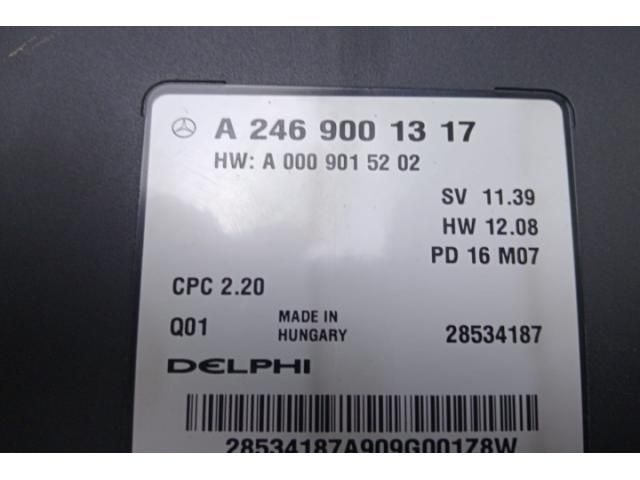 A 246 900 13 17
HW: A 000 901 52 02
SV 11.39
HW 12.08
PD 16 M07
CPC 2.20
Q01 MADE IN HUNGARY 28534187
DELPHI
28534187A909G001Z8W